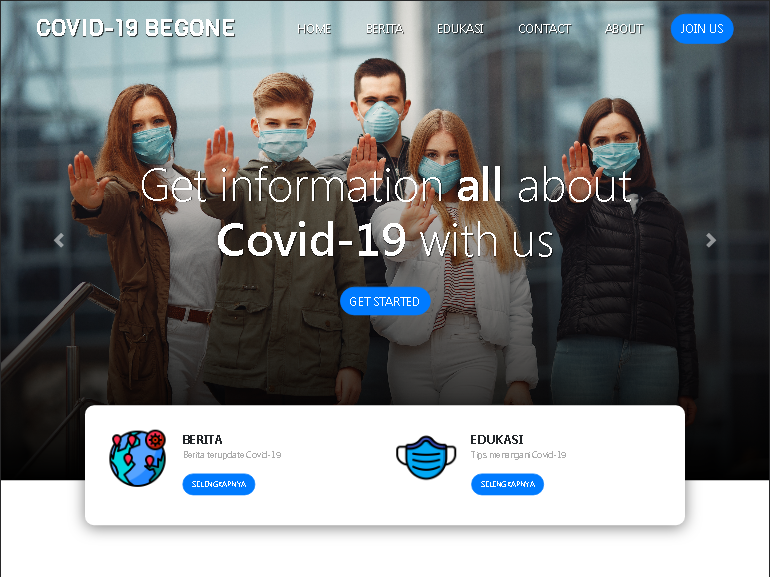 COVID-19 BEGONE
HOME BERITA EDUKASI CONTACT ABOUT JOIN US
Get information all about
Covid-19 with us
GET STARTED
BERITA
Berita terupdate Covid-19
SELENGKAPNYA
EDUKASI
Tips menangani Covid-19
SELENGKAPNYA